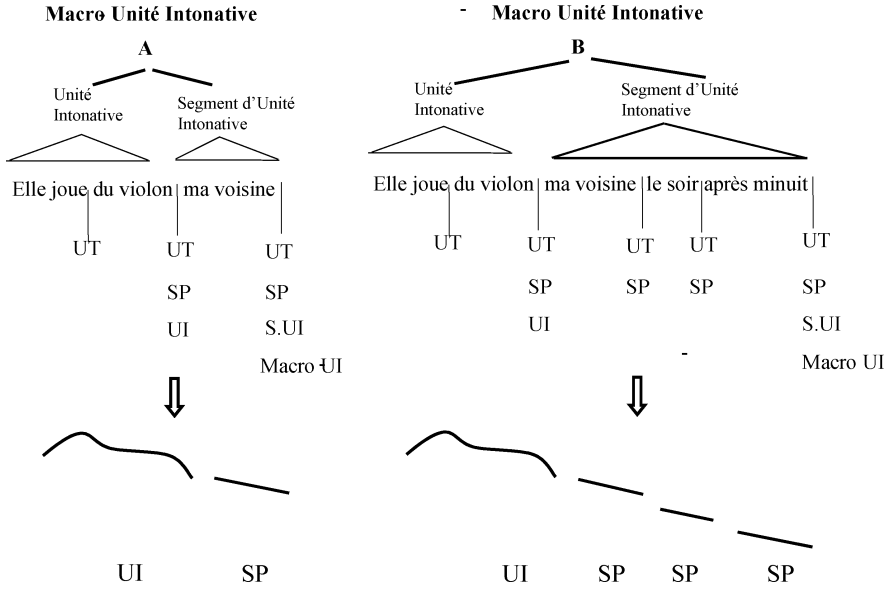 Macro Unité Intonative
A
Unité
Intonative
Segment d'Unité
Intonative
Elle joue du violon ma voisine
UT UT UT
SP SP
UI S.UI
Macro-UI
UI SP
- Macro Unité Intonative
B
Unité
Intonative
Segment d'Unité
Intonative
Elle joue du violon ma voisine le soir après minuit
UT UT UT UT UT
SP SP SP SP
UI S.UI
- Macro UI
UI SP SP SP